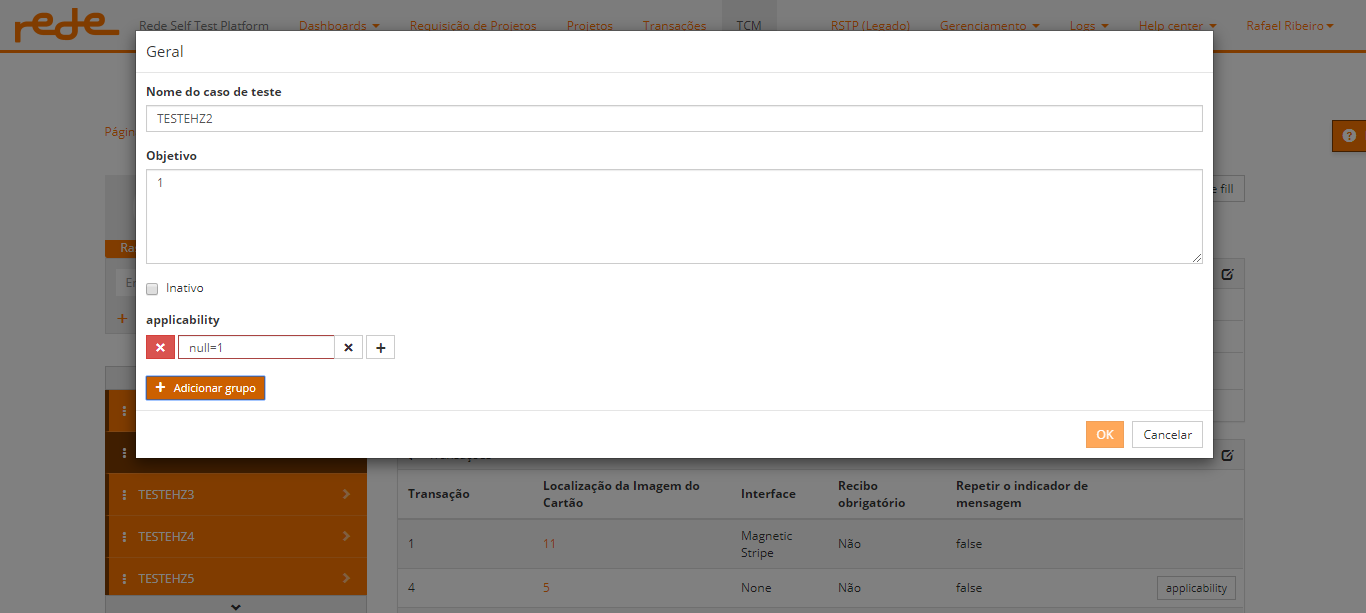 rede Rede Self Test Platform Dashboards Requisição de Projetos Projetos Transações TCM RSTP (Legado) Gerenciamento Logs Help center Rafael Ribeiro
Geral
Nome do caso de teste
TESTEHZ2
Objetivo
1
Inativo
applicability
null=1
+ Adicionar grupo
OK Cancelar
Págin
e fill
Ra
+
TESTEHZ3
TESTEHZ4
TESTEHZ5
Transação Localização da Imagem do Cartão Interface Recibo obrigatório Repetir o indicador de mensagem
1 11 Magnetic Stripe Não false
4 5 None Não false applicability